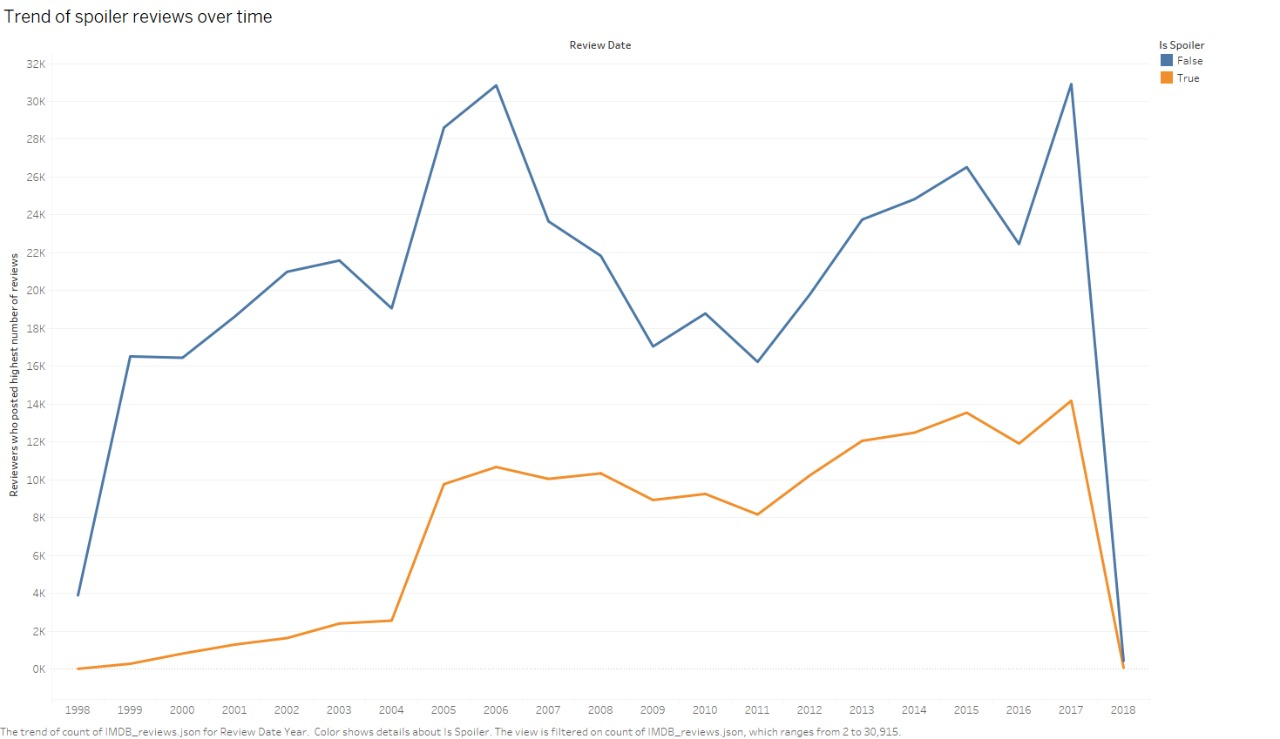 Trend of spoiler reviews over time
Review Date
Is Spoiler
False
True
Reviewers who posted highest number of reviews
32K
30K
28K
26K
24K
22K
20K
18K
16K
14K
12K
10K
8K
6K
4K
2K
0K
1998 1999 2000 2001 2002 2003 2004 2005 2006 2007 2008 2009 2010 2011 2012 2013 2014 2015 2016 2017 2018
The trend of count of IMDB_reviews.json for Review Date Year. Color shows details about Is Spoiler. The view is filtered on count of IMDB_reviews.json, which ranges from 2 to 30,915.